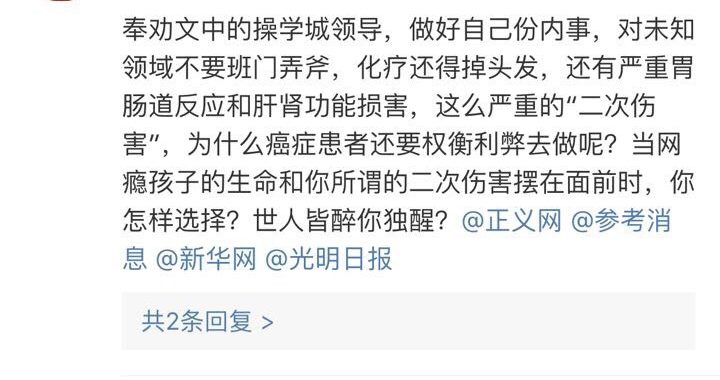 奉劝文中的操学城领导，做好自己份内事，对未知
领域不要班门弄斧，化疗还得掉头发，还有严重胃
肠道反应和肝肾功能损害，这么严重的“二次伤
害”，为什么癌症患者还要权衡利弊去做呢？当网
瘾孩子的生命和你所谓的二次伤害摆在面前时，你
怎样选择？世人皆醉你独醒？@正义网 @参考消
息 @新华网 @光明日报
共2条回复 >